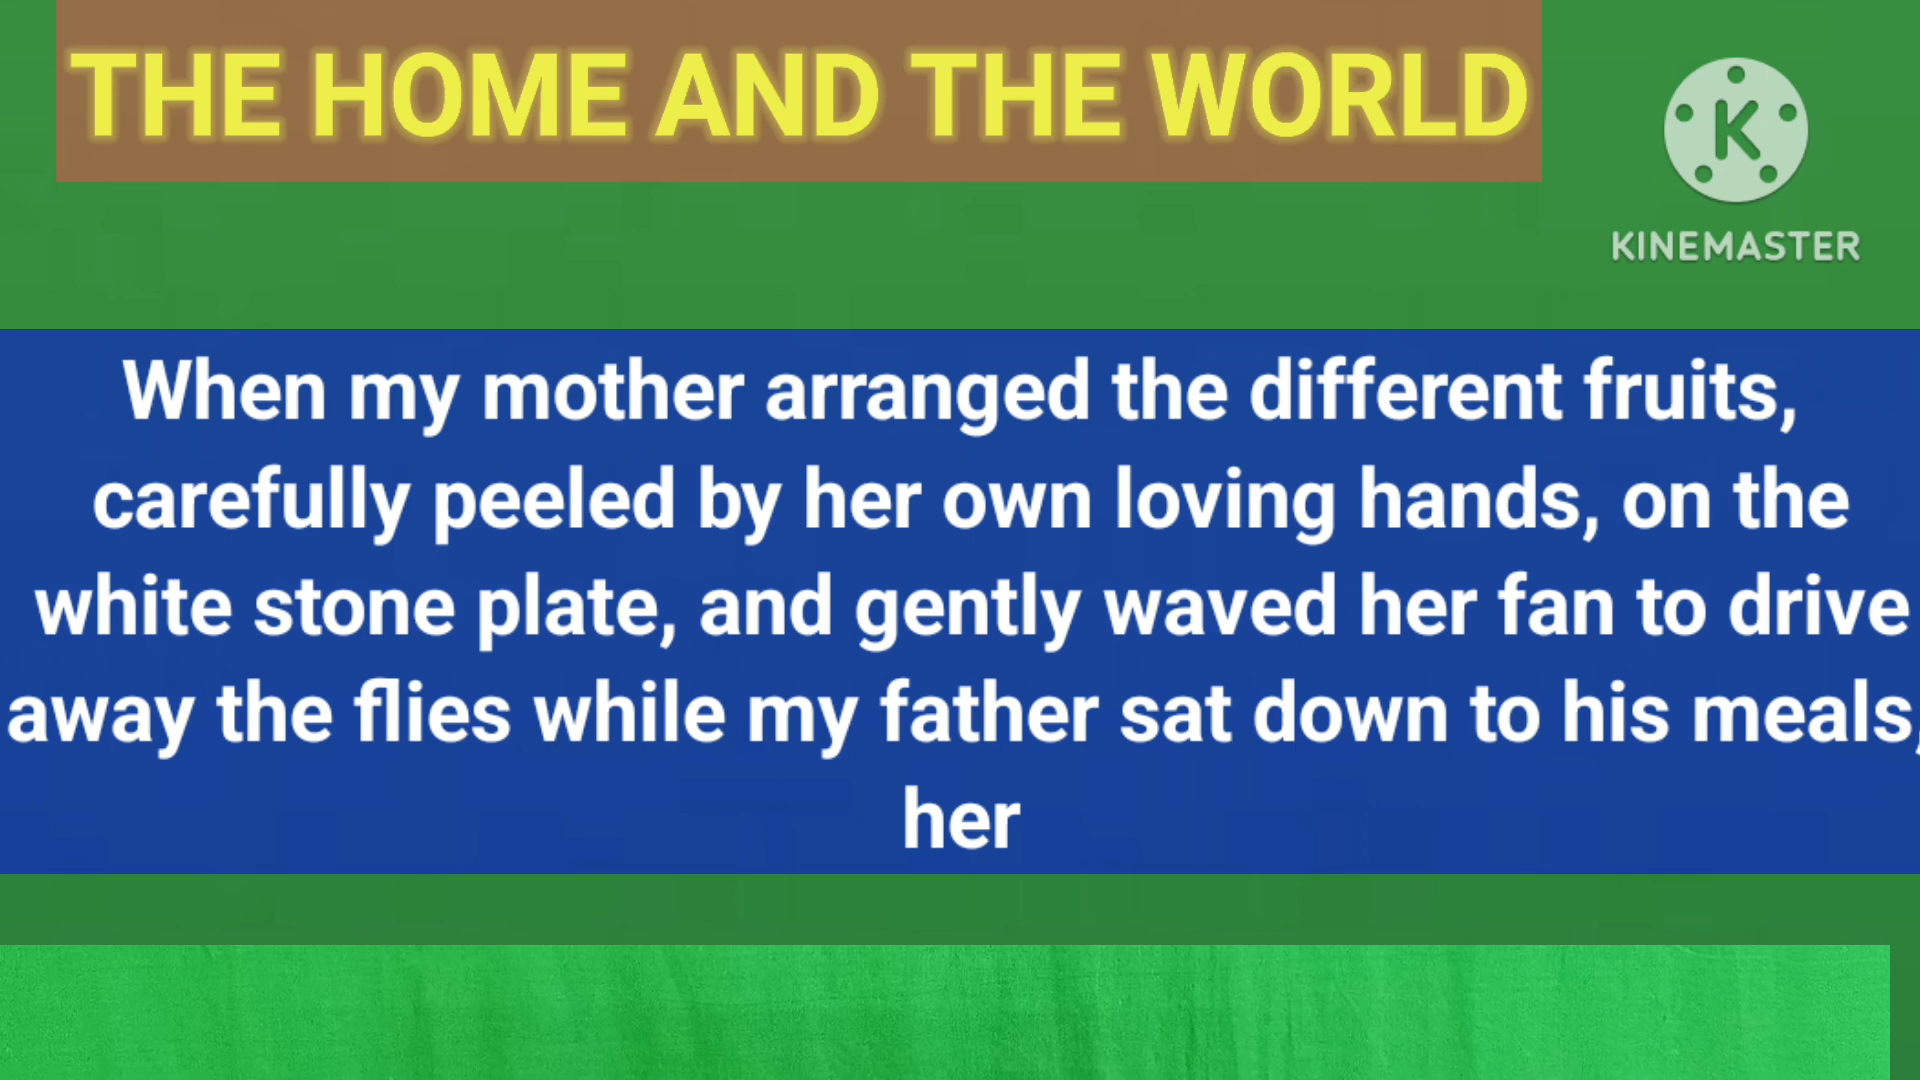 THE HOME AND THE WORLD
K
KINEMASTER
When my mother arranged the different fruits,
carefully peeled by her own loving hands, on the
white stone plate, and gently waved her fan to drive
away the flies while my father sat down to his meals,
her